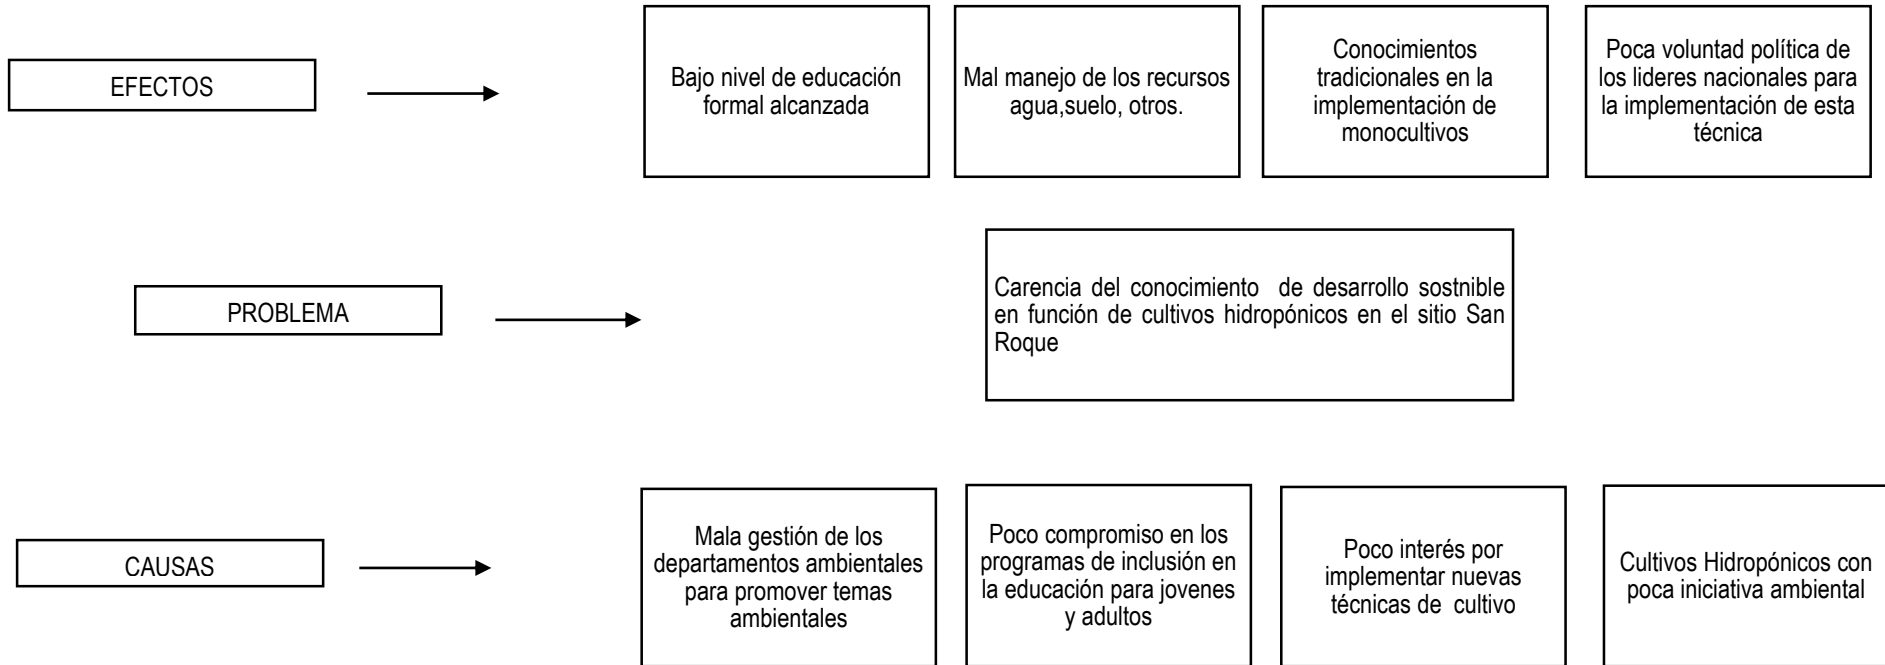 EFECTOS
Bajo nivel de educación
formal alcanzada
Mal manejo de los recursos
agua,suelo, otros.
Conocimientos
tradicionales en la
implementación de
monocultivos
Poca voluntad política de
los lideres nacionales para
la implementación de esta
técnica
PROBLEMA
Carencia del conocimiento de desarrollo sostnible
en función de cultivos hidropónicos en el sitio San
Roque
CAUSAS
Mala gestión de los
departamentos ambientales
para promover temas
ambientales
Poco compromiso en los
programas de inclusión en
la educación para jovenes
y adultos
Poco interés por
implementar nuevas
técnicas de cultivo
Cultivos Hidropónicos con
poca iniciativa ambiental